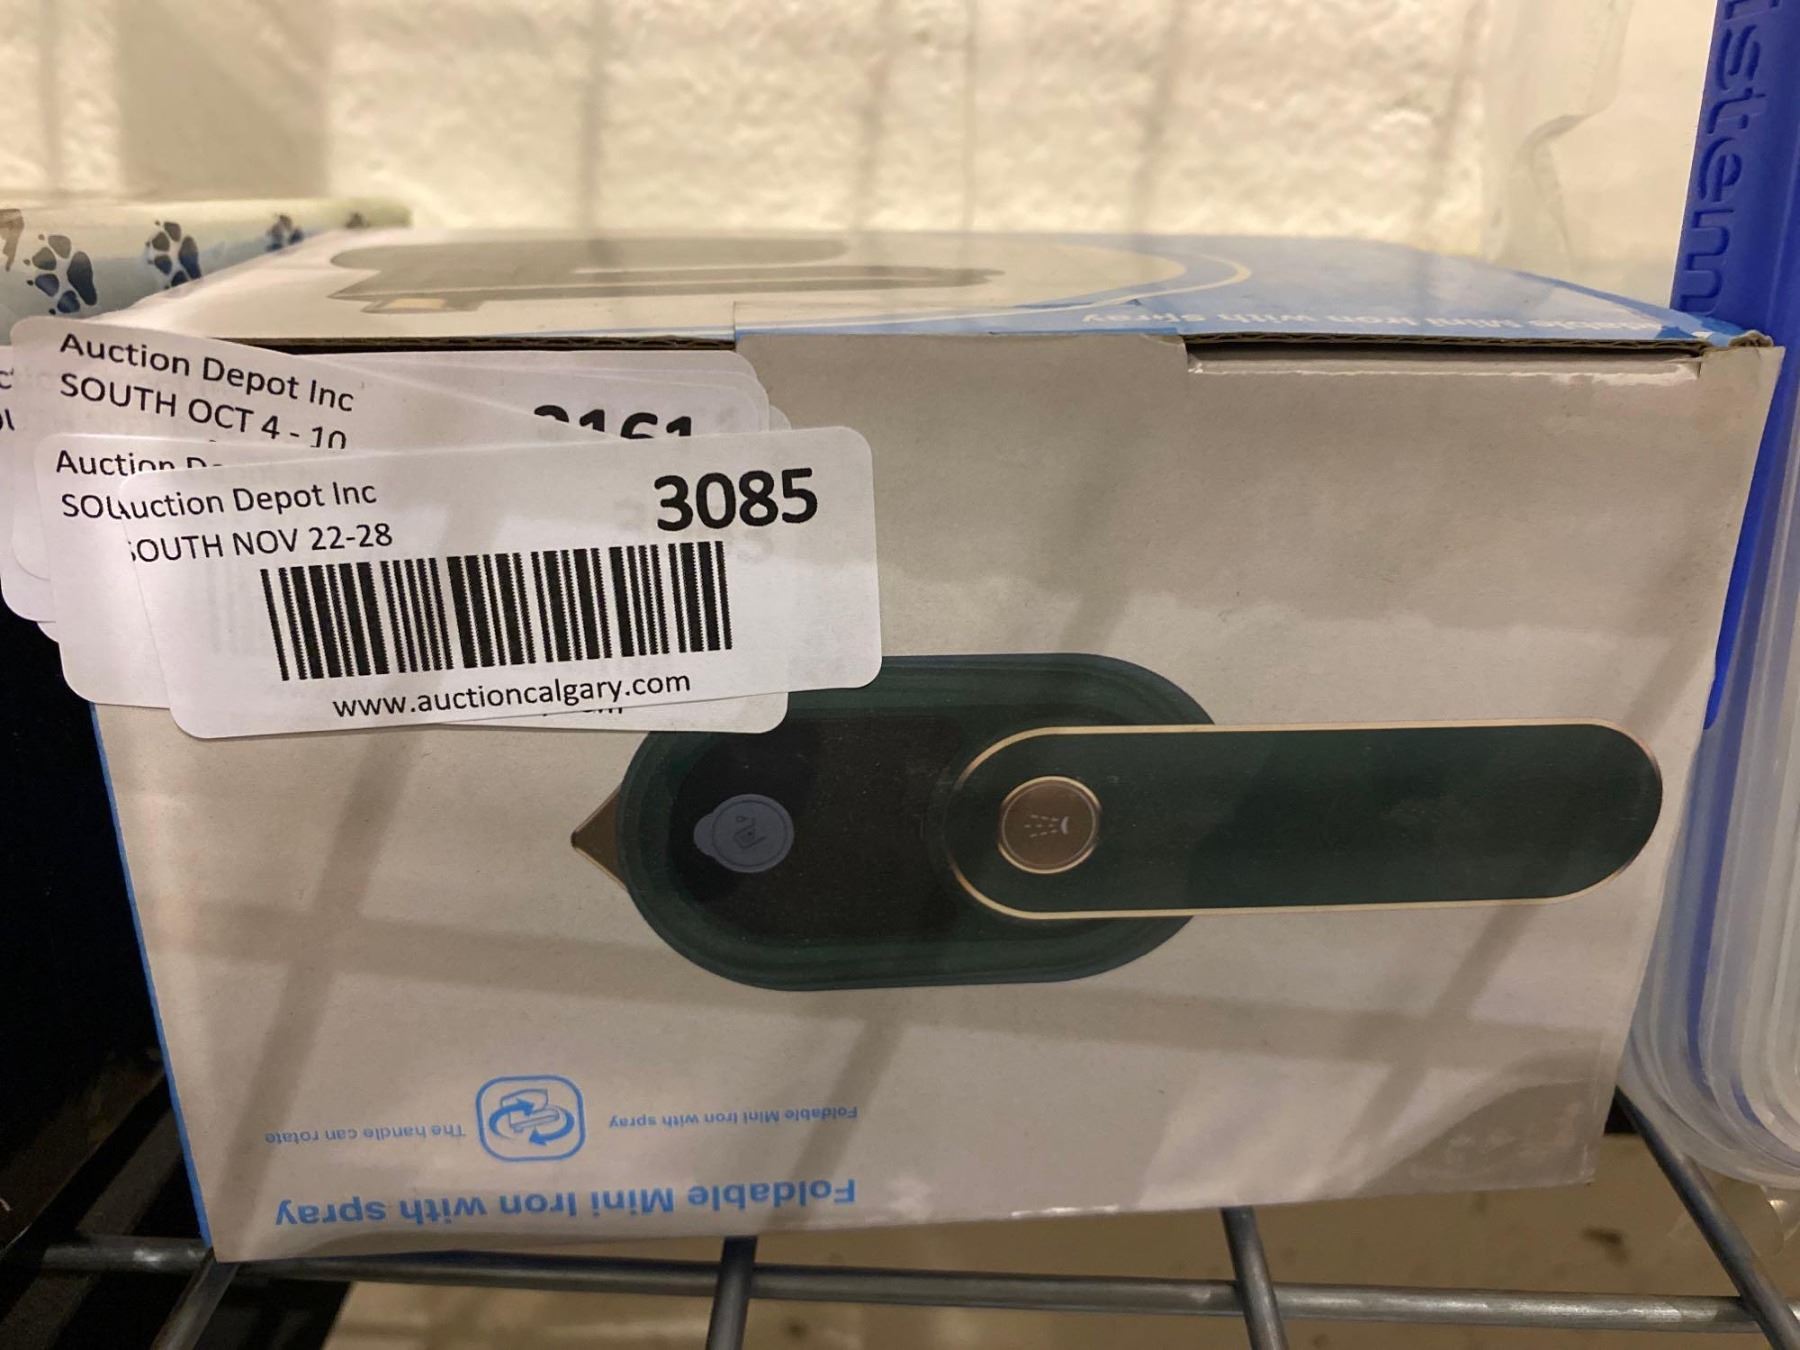 Auction Depot Inc
SOUTH OCT 4 - 10
Auction
Auction Depot Inc
SOUTH NOV 22-28
3085
www.auctioncalgary.com
Mini Iron with spray
istem
The handle can rotate
Foldable Mini Iron with spray
Foldable Mini Iron with spray